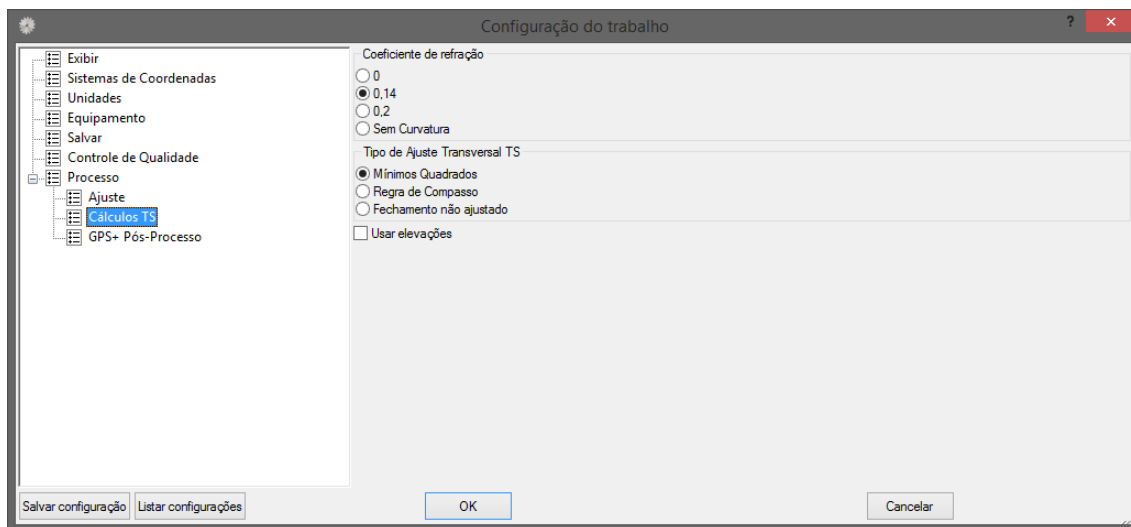 Configuração do trabalho
?
Exibir
Sistemas de Coordenadas
Unidades
Equipamento
Salvar
Controle de Qualidade
Processo
Ajuste
Cálculos TS
GPS+ Pós-Processo
Coeficiente de refração
0
0,14
0,2
Sem Curvatura
Tipo de Ajuste Transversal TS
Mínimos Quadrados
Regra de Compasso
Fechamento não ajustado
Usar elevações
Salvar configuração Listar configurações OK Cancelar